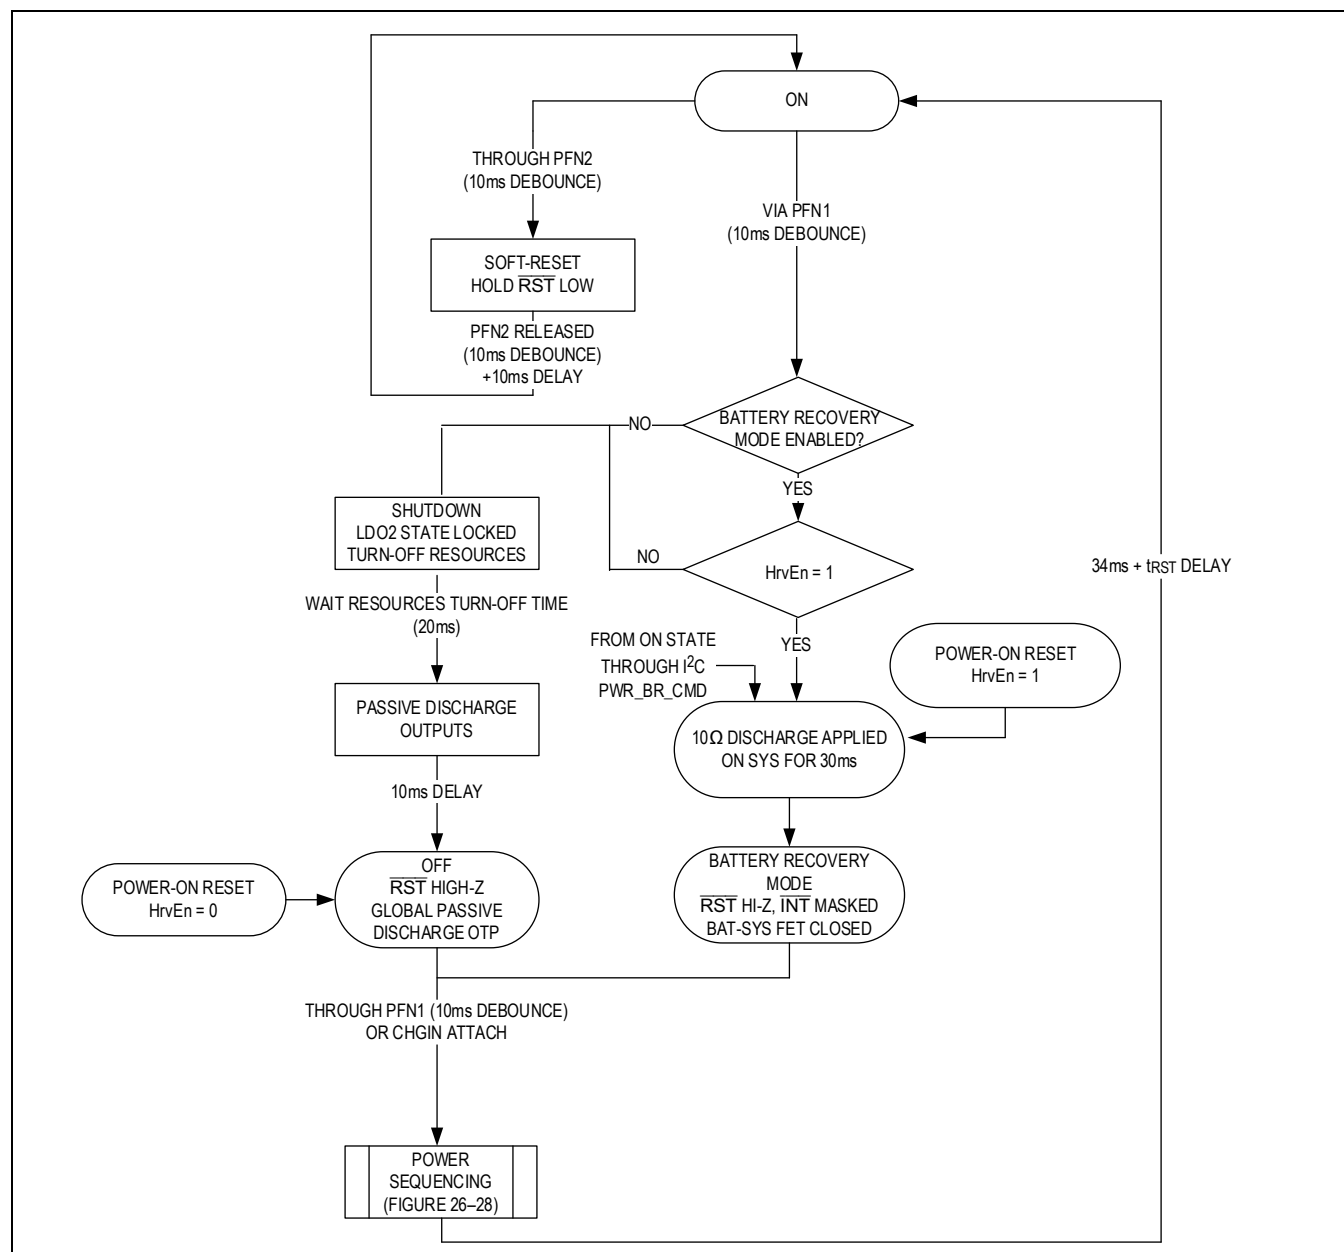 ON
THROUGH PFN2
(10ms DEBOUNCE)
VIA PFN1
(10ms DEBOUNCE)
SOFT-RESET
HOLD R̅S̅T̅ LOW
PFN2 RELEASED
(10ms DEBOUNCE)
+10ms DELAY
BATTERY RECOVERY
MODE ENABLED?
NO
YES
SHUTDOWN
LDO2 STATE LOCKED
TURN-OFF RESOURCES
NO
HrvEn = 1
34ms + tRST DELAY
WAIT RESOURCES TURN-OFF TIME
(20ms)
YES
FROM ON STATE
THROUGH I²C
PWR_BR_CMD
POWER-ON RESET
HrvEn = 1
PASSIVE DISCHARGE
OUTPUTS
10Ω DISCHARGE APPLIED
ON SYS FOR 30ms
10ms DELAY
POWER-ON RESET
HrvEn = 0
OFF
R̅S̅T̅ HIGH-Z
GLOBAL PASSIVE
DISCHARGE OTP
BATTERY RECOVERY
MODE
R̅S̅T̅ HI-Z, I̅N̅T̅ MASKED
BAT-SYS FET CLOSED
THROUGH PFN1 (10ms DEBOUNCE)
OR CHGIN ATTACH
POWER
SEQUENCING
(FIGURE 26–28)